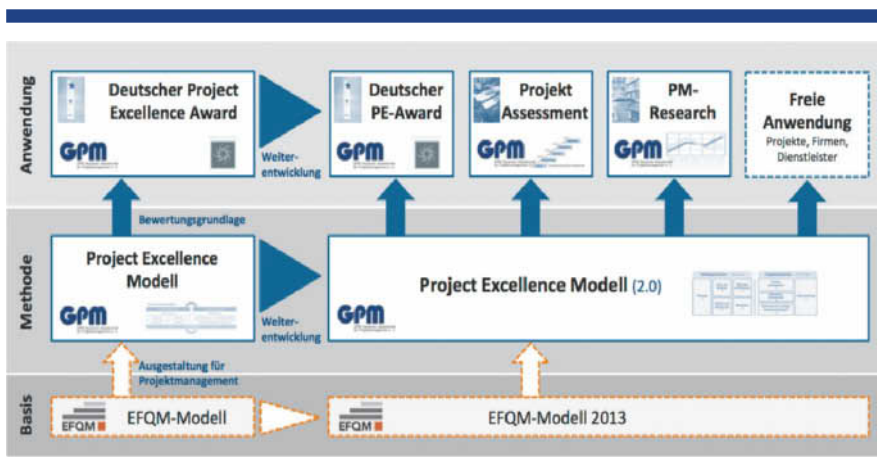 Anwendung
Deutscher Project
Excellence Award
GPM
Weiter-
entwicklung
Deutscher
PE-Award
GPM
Projekt
Assessment
GPM
PM-
Research
GPM
Freie
Anwendung
Projekte, Firmen,
Dienstleister
Bewertungsgrundlage
Methode
Project Excellence
Modell
GPM
Weiter-
entwicklung
Project Excellence Modell (2.0)
GPM
Ausgestaltung für
Projektmanagement
Basis
EFQM
EFQM-Modell
EFQM
EFQM-Modell 2013